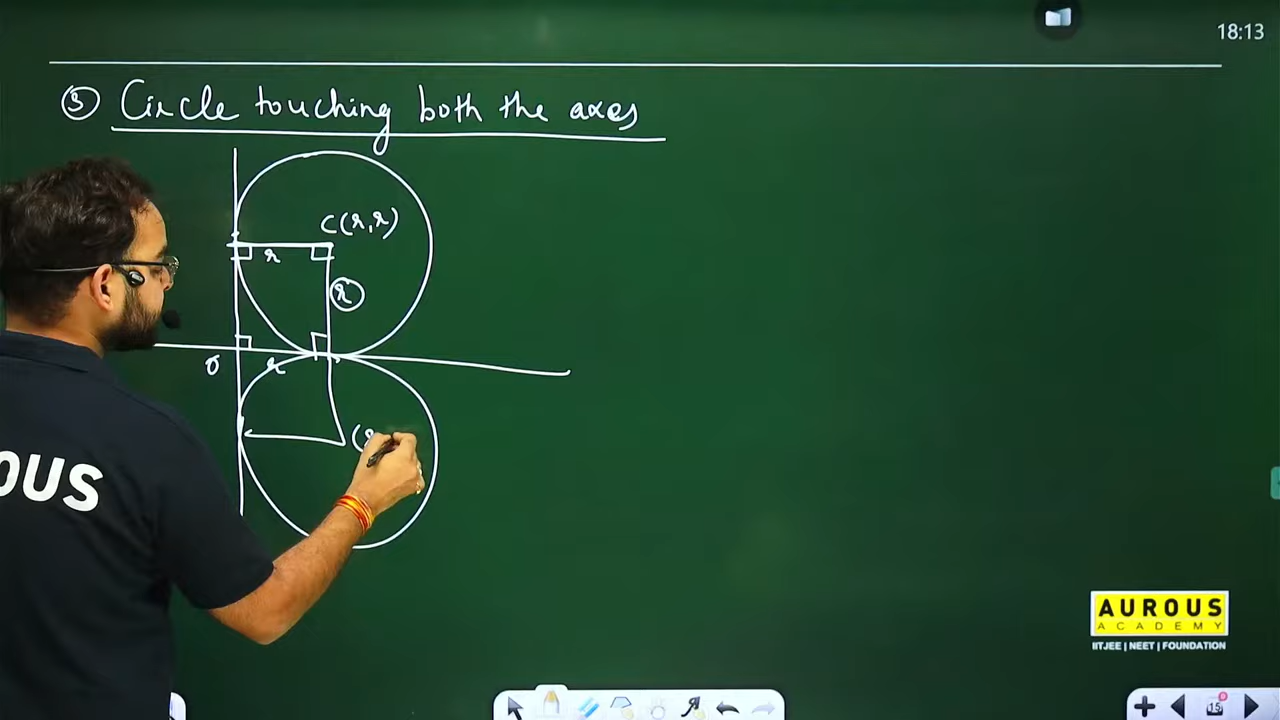 18:13
③ Circle touching both the axes
C(r,r)
r
r
O
r
(r
OUS
AUROUS
ACADEMY
IITJEE | NEET | FOUNDATION
15